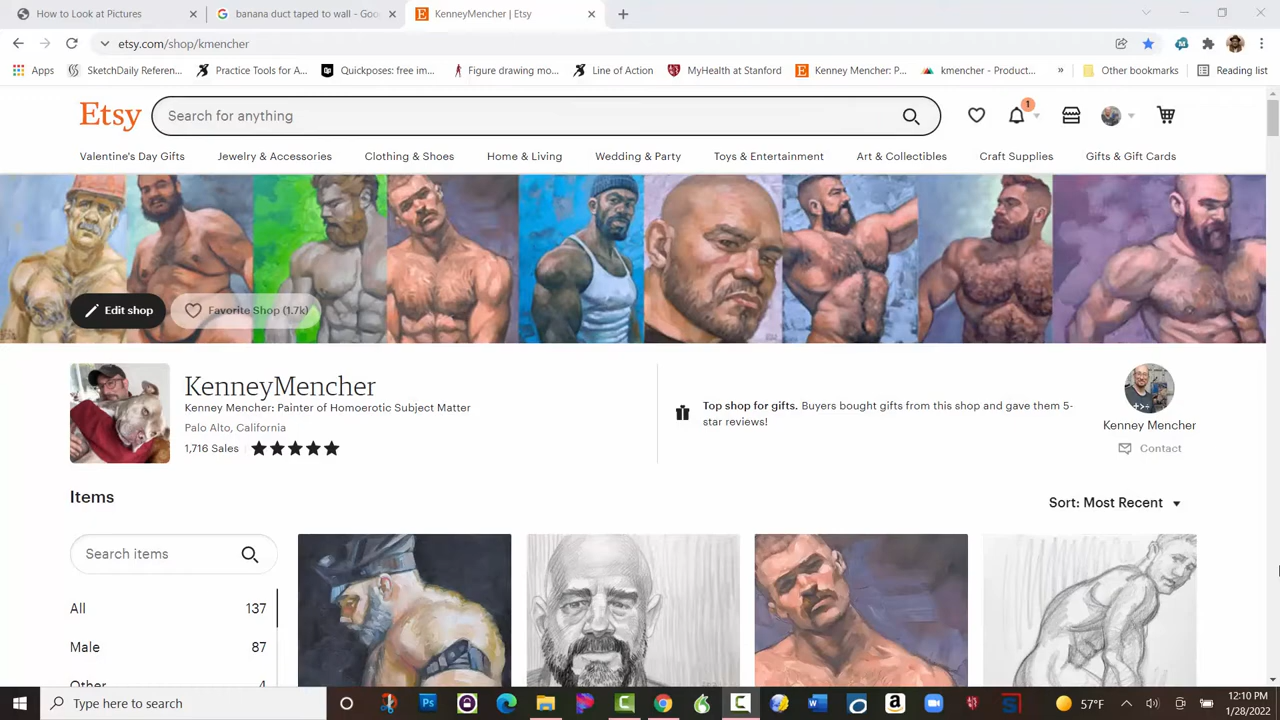 How to Look at Pictures
banana duct taped to wall - Goo
KenneyMencher | Etsy
etsy.com/shop/kmencher
Apps
SketchDaily Referen...
Practice Tools for A...
Quickposes: free im...
Figure drawing mo...
Line of Action
MyHealth at Stanford
Kenney Mencher: P...
kmencher - Product...
»
Other bookmarks
Reading list
Etsy
Search for anything
1
Valentine's Day Gifts
Jewelry & Accessories
Clothing & Shoes
Home & Living
Wedding & Party
Toys & Entertainment
Art & Collectibles
Craft Supplies
Gifts & Gift Cards
Edit shop
Favorite Shop (1.7k)
KenneyMencher
Kenney Mencher: Painter of Homoerotic Subject Matter
Palo Alto, California
1,716 Sales
Top shop for gifts. Buyers bought gifts from this shop and gave them 5-
star reviews!
Kenney Mencher
Contact
Items
Sort: Most Recent
Search items
All 137
Male 87
Other 4
Type here to search
Ps
W
a
57°F
12:10 PM
1/28/2022